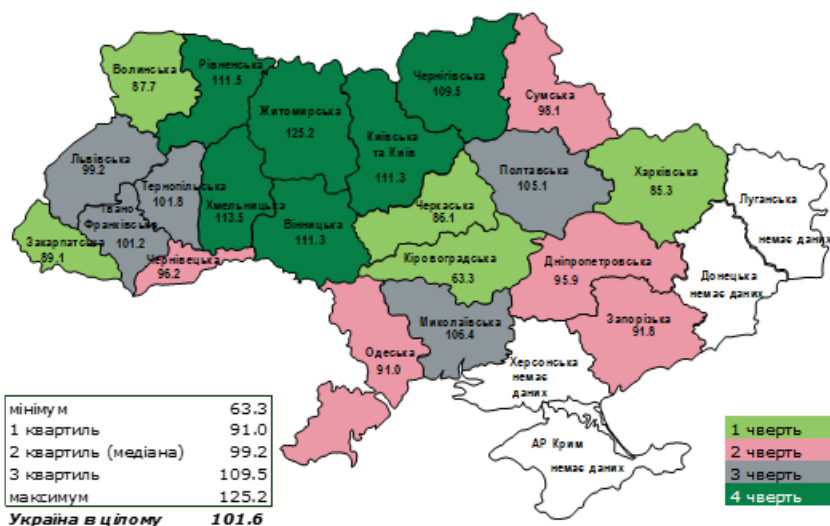 Волинська
87.7
Рівненська
111.5
Житомирська
125.2
Київська
та Київ
111.3
Чернігівська
109.5
Сумська
98.1
Львівська
99.2
Тернопільська
101.8
Хмельницька
113.5
Вінницька
111.3
Івано
Франківська
101.2
Закарпатська
89.1
Чернівецька
96.2
Черкаська
86.1
Полтавська
105.1
Харківська
85.3
Луганська
немає даних
Кіровоградська
63.3
Дніпропетровська
95.9
Донецька
немає даних
Миколаївська
106.4
Запорізька
91.8
Одеська
91.0
Херсонська
немає
даних
АР Крим
немає даних
мінімум 63.3
1 квартиль 91.0
2 квартиль (медіана) 99.2
3 квартиль 109.5
максимум 125.2
Україна в цілому 101.6
1 чверть
2 чверть
3 чверть
4 чверть